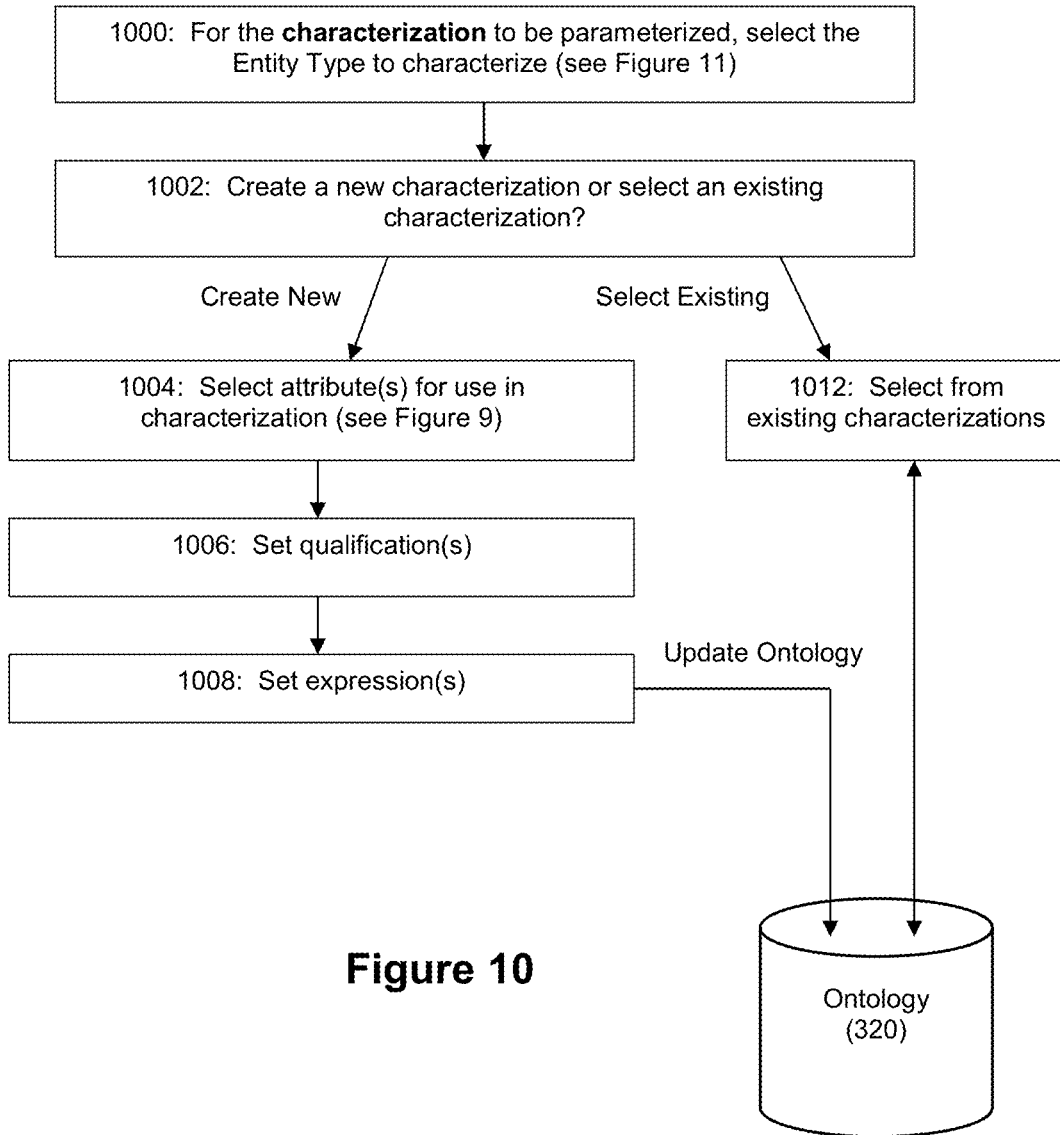 1000: For the characterization to be parameterized, select the
Entity Type to characterize (see Figure 11)
1002: Create a new characterization or select an existing
characterization?
Create New
Select Existing
1004: Select attribute(s) for use in
characterization (see Figure 9)
1012: Select from
existing characterizations
1006: Set qualification(s)
1008: Set expression(s)
Update Ontology
Figure 10
Ontology
(320)